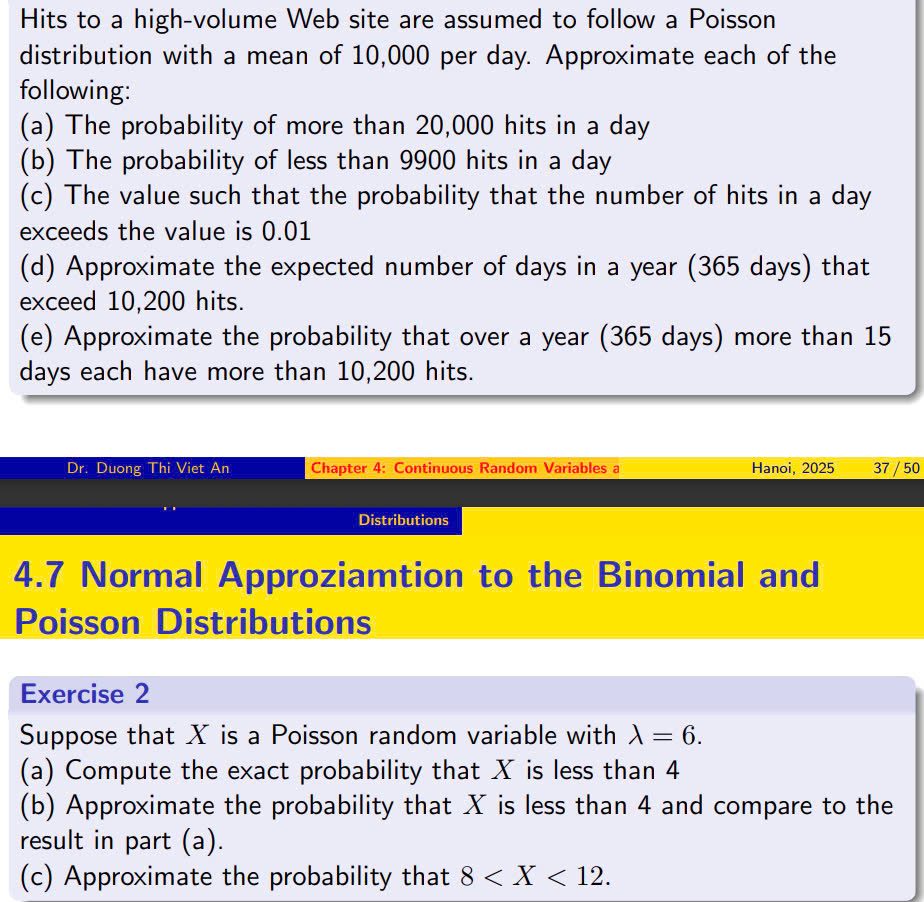 Hits to a high-volume Web site are assumed to follow a Poisson
distribution with a mean of 10,000 per day. Approximate each of the
following:
(a) The probability of more than 20,000 hits in a day
(b) The probability of less than 9900 hits in a day
(c) The value such that the probability that the number of hits in a day
exceeds the value is 0.01
(d) Approximate the expected number of days in a year (365 days) that
exceed 10,200 hits.
(e) Approximate the probability that over a year (365 days) more than 15
days each have more than 10,200 hits.
Dr. Duong Thi Viet An Chapter 4: Continuous Random Variables a Hanoi, 2025 37 / 50
Distributions
4.7 Normal Approziamtion to the Binomial and
Poisson Distributions
Exercise 2
Suppose that X is a Poisson random variable with λ = 6.
(a) Compute the exact probability that X is less than 4
(b) Approximate the probability that X is less than 4 and compare to the
result in part (a).
(c) Approximate the probability that 8 < X < 12.